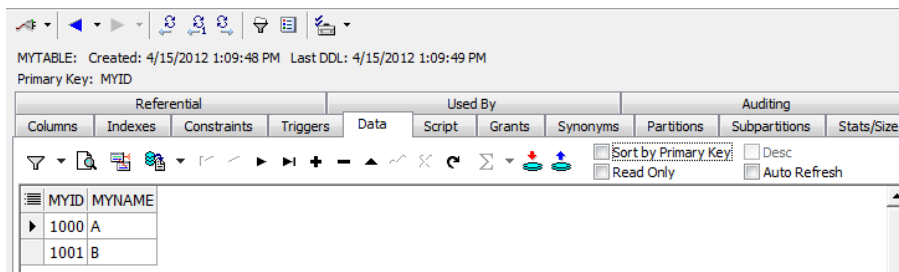 MYTABLE: Created: 4/15/2012 1:09:48 PM Last DDL: 4/15/2012 1:09:49 PM
Primary Key: MYID
Referential Used By Auditing
Columns Indexes Constraints Triggers Data Script Grants Synonyms Partitions Subpartitions Stats/Size
Sort by Primary Key Desc
Read Only Auto Refresh
MYID MYNAME
1000 A
1001 B